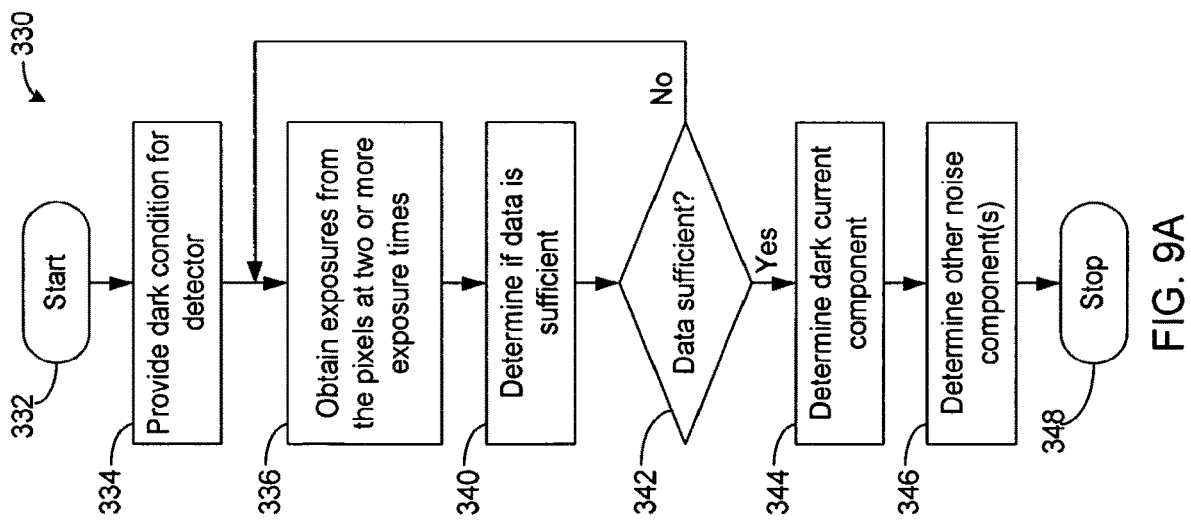 330
Start
332
Provide dark condition for
detector
334
Obtain exposures from
the pixels at two or more
exposure times
336
Determine if data is
sufficient
340
Data sufficient?
342
No
Yes
Determine dark current
component
344
Determine other noise
component(s)
346
Stop
348
FIG. 9A